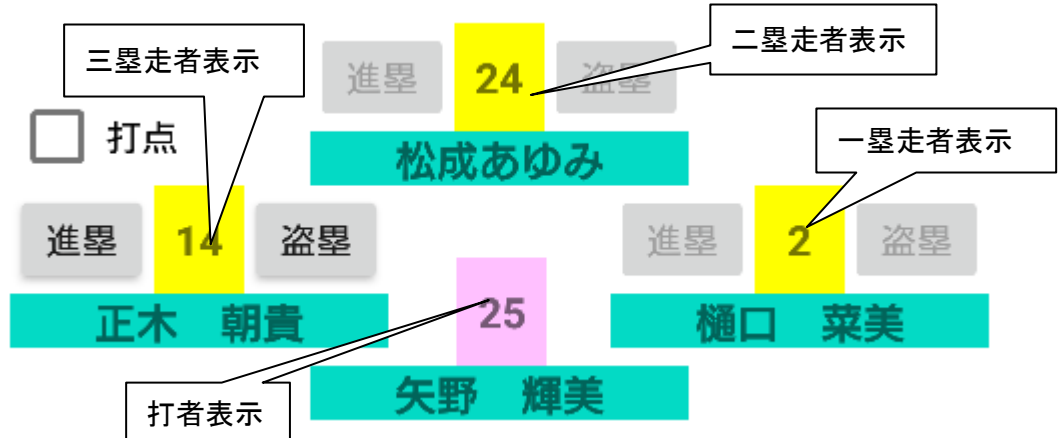 三塁走者表示
二塁走者表示
進塁
24
盗塁
打点
松成あゆみ
一塁走者表示
進塁
14
盗塁
進塁
2
盗塁
正木　朝貴
25
樋口　菜美
打者表示
矢野　輝美